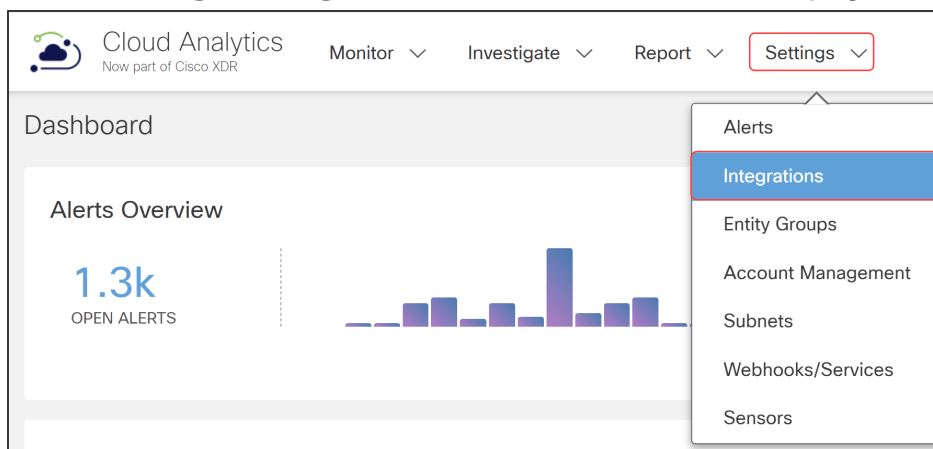 Cloud Analytics
Now part of Cisco XDR
Monitor
Investigate
Report
Settings
Dashboard
Alerts
Integrations
Entity Groups
Account Management
Subnets
Webhooks/Services
Sensors
Alerts Overview
1.3k
OPEN ALERTS